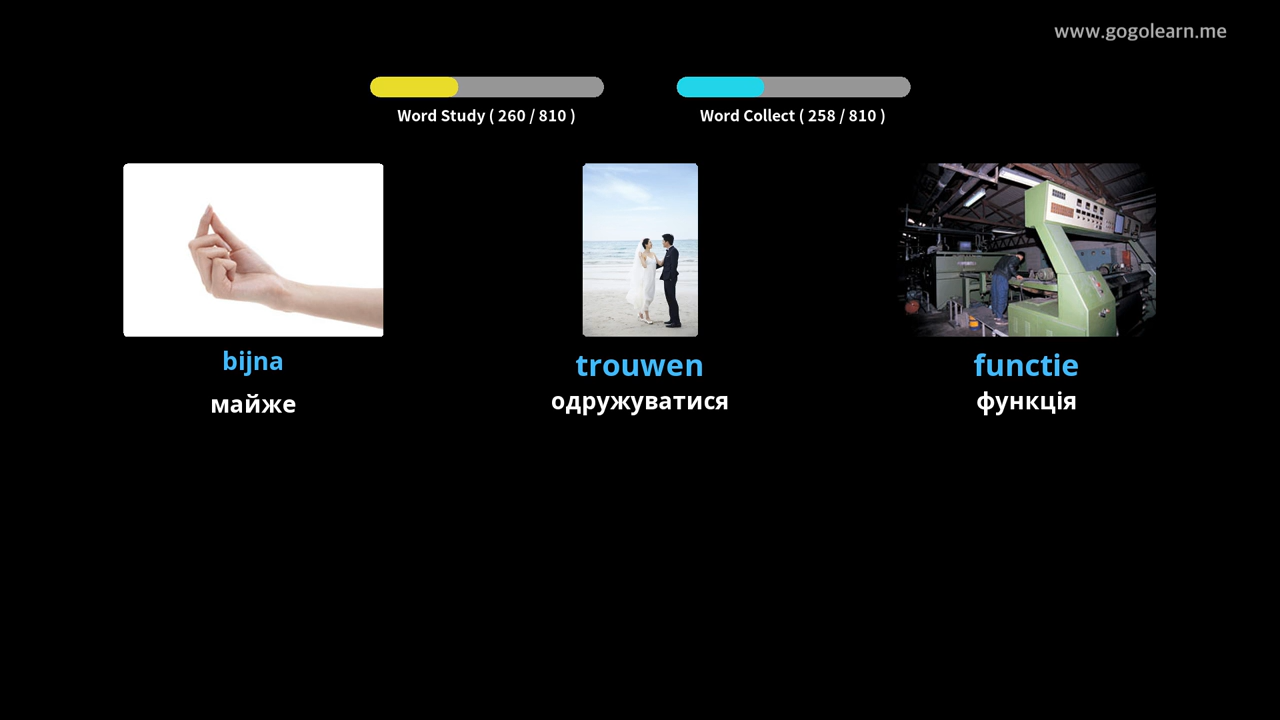 www.gogolearn.me
Word Study ( 260 / 810 )
Word Collect ( 258 / 810 )
bijna
майже
trouwen
одружуватися
functie
функція